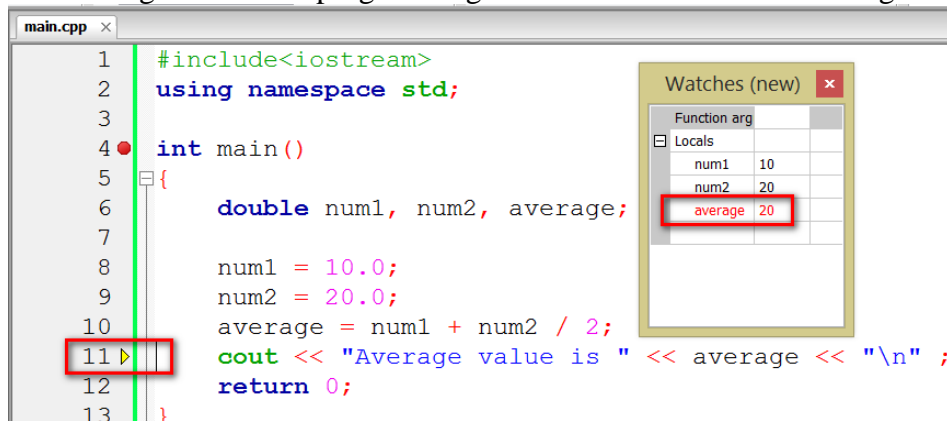 main.cpp ×
1 #include<iostream>
2 using namespace std;
3
4 int main()
5 {
6 double num1, num2, average;
7
8 num1 = 10.0;
9 num2 = 20.0;
10 average = num1 + num2 / 2;
11 cout << "Average value is " << average << "\n" ;
12 return 0;
13 }
Watches (new) ×
Function arg
Locals
num1 10
num2 20
average 20